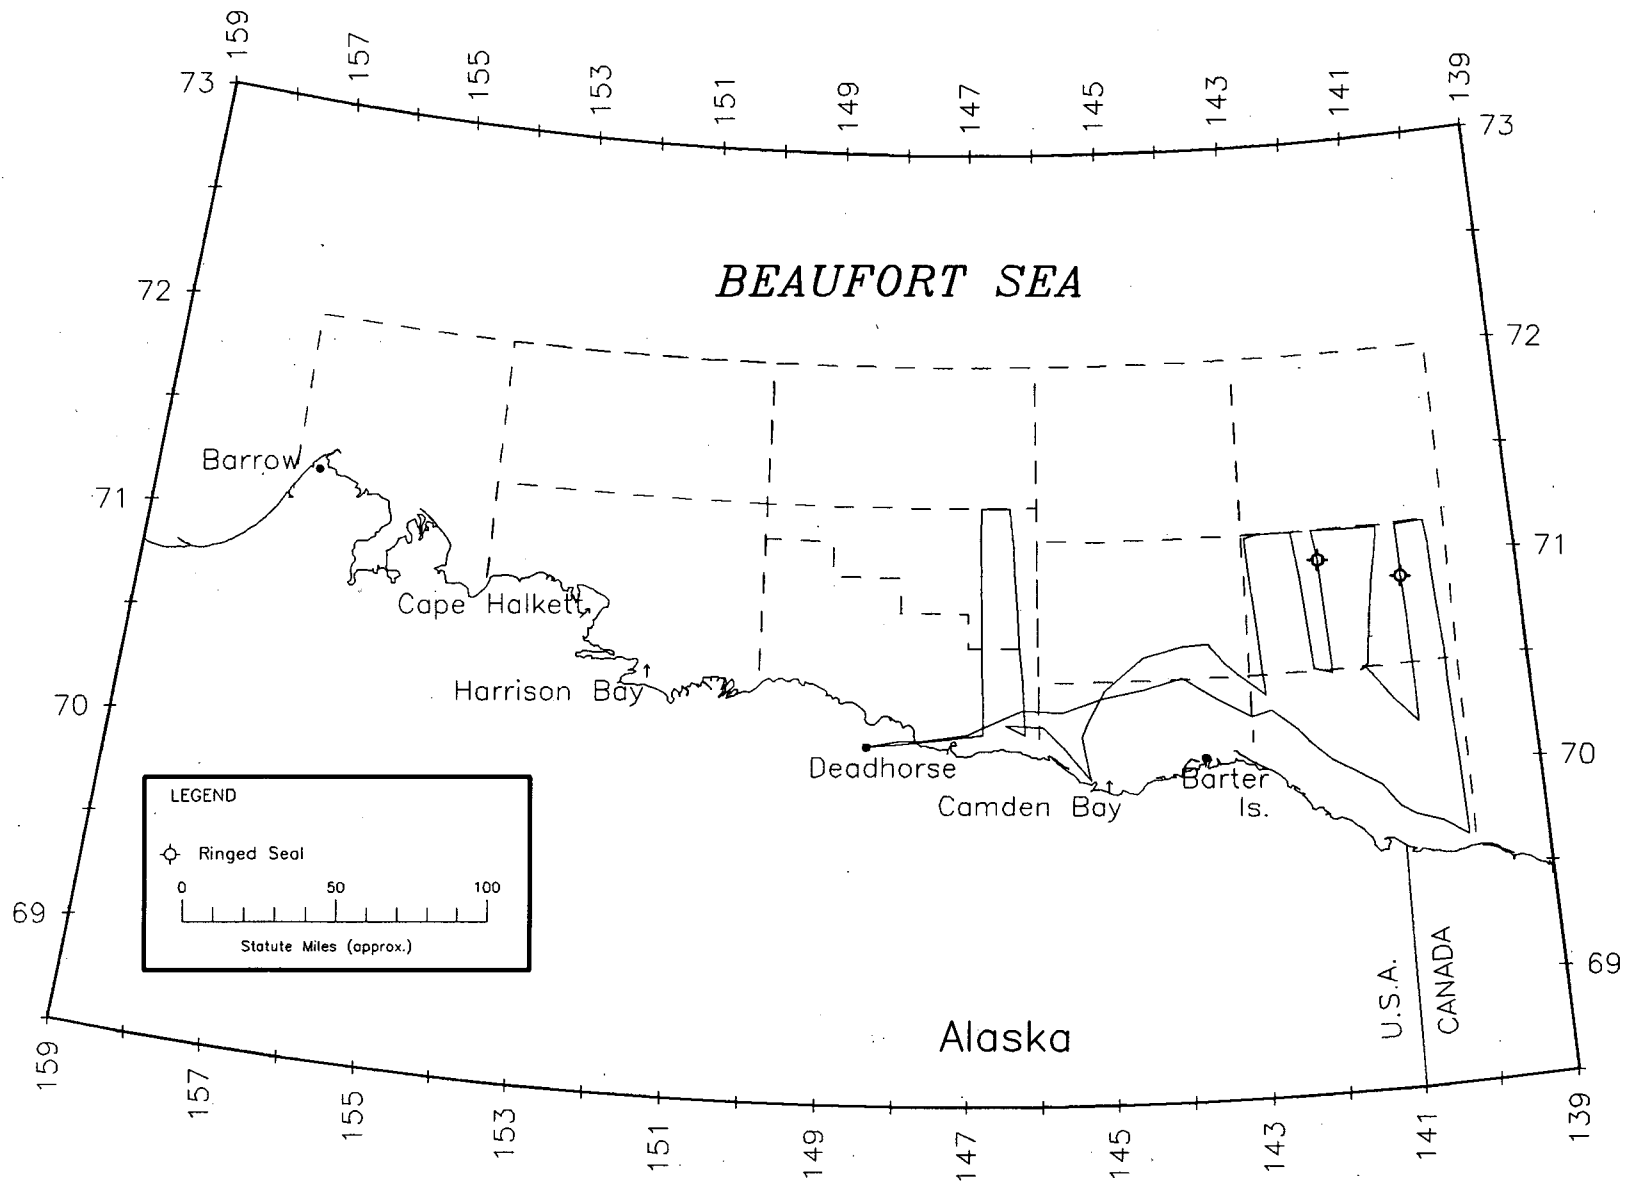 159
157
155
153
151
149
147
145
143
141
139
73
73
BEAUFORT SEA
72
72
Barrow
71
71
Cape Halkett
Harrison Bay
70
70
Deadhorse
Camden Bay
Barter
Is.
LEGEND
Ringed Seal
0 50 100
Statute Miles (approx.)
69
69
U.S.A.
CANADA
Alaska
159
157
155
153
151
149
147
145
143
141
139